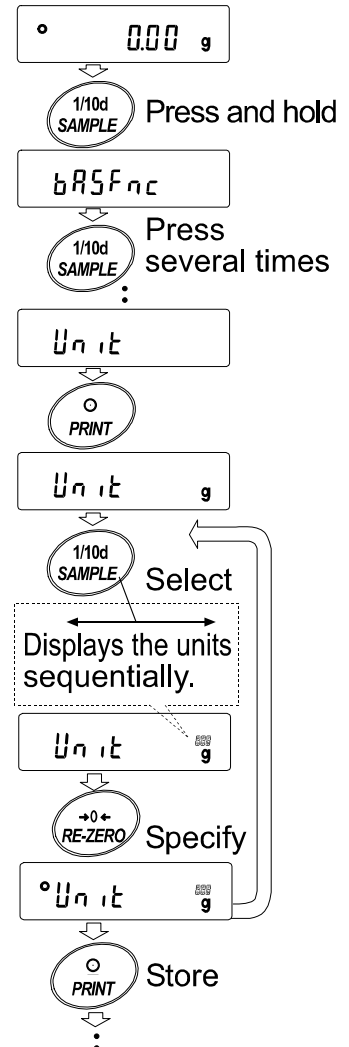 0.00 g
1/10d
SAMPLE
Press and hold
bASFnc
1/10d
SAMPLE
Press
several times
Unit
PRINT
Unit g
1/10d
SAMPLE
Select
Displays the units
sequentially.
Unit g
→0←
RE-ZERO
Specify
Unit g
PRINT
Store